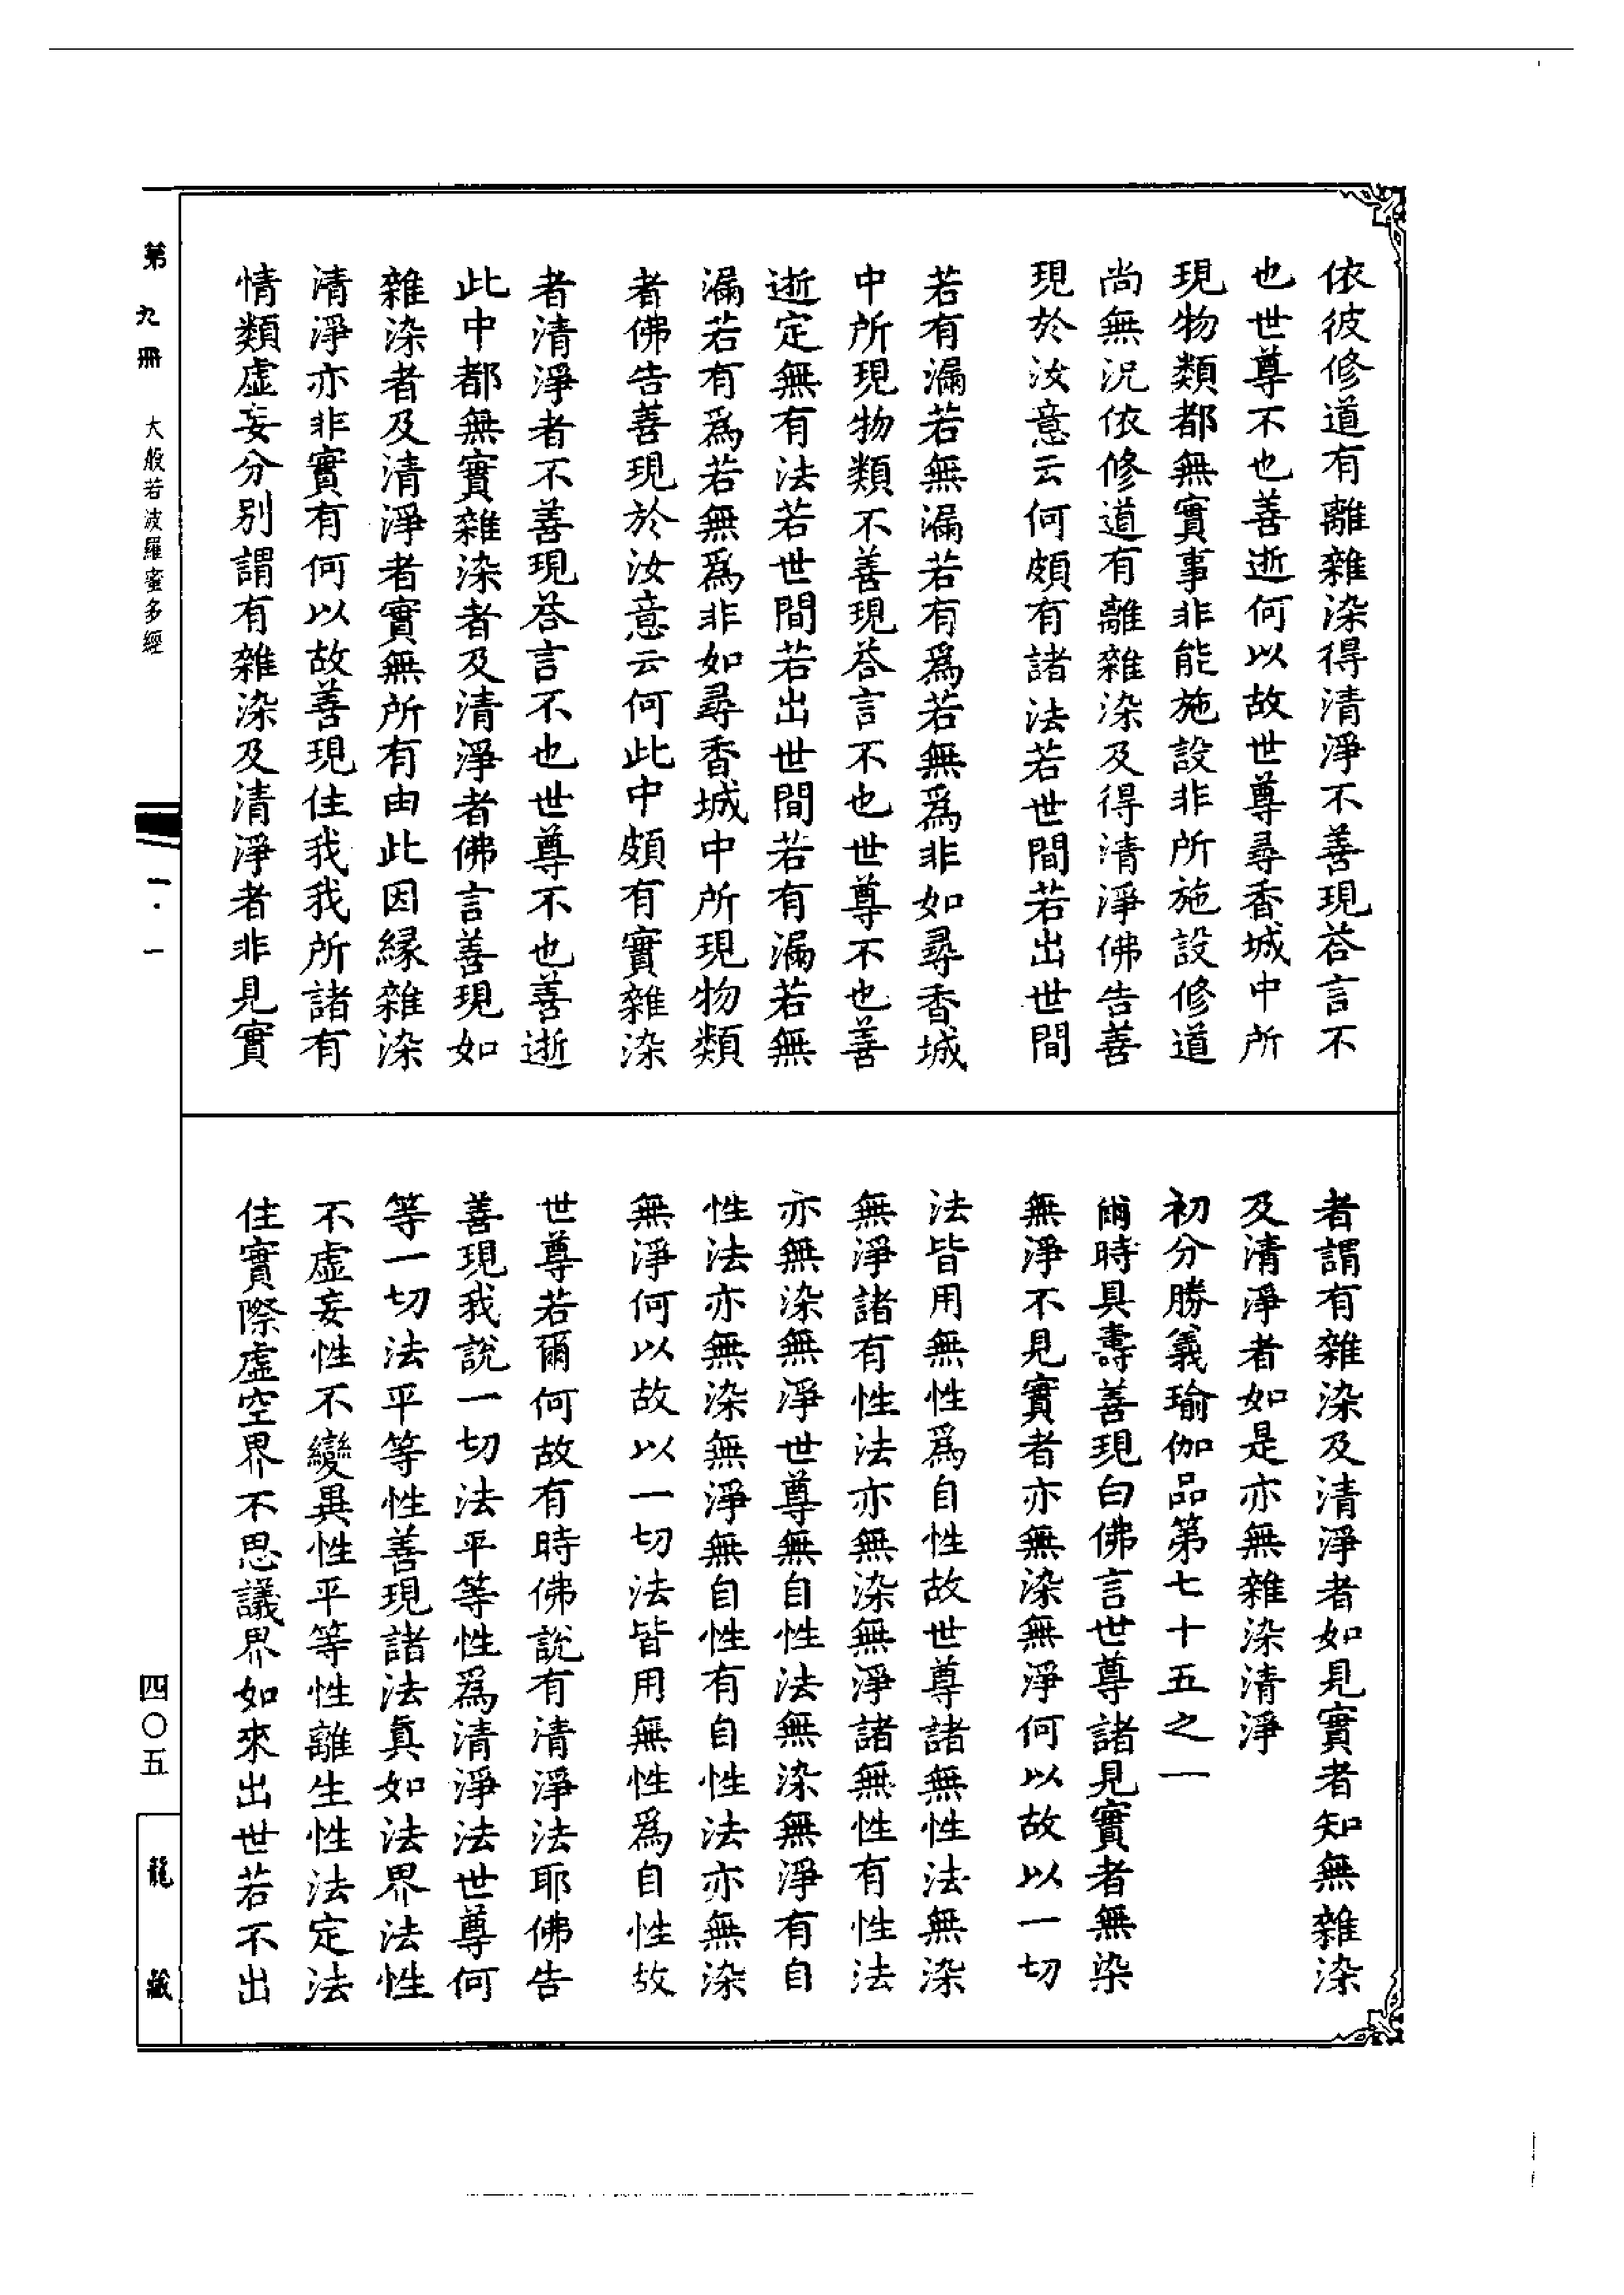 依彼修道有離雜染得清淨不善現荅言不
也世尊不也善逝何以故世尊尋香城中所
現物類都無實事非能施設非所施設修道
尚無況依修道有離雜染及得清淨佛告善
現於汝意云何頗有諸法若世間若出世間
若有漏若無漏若有爲若無爲非如尋香城
中所現物類不善現荅言不也世尊不也善
逝定無有法若世間若出世間若有漏若無
漏若有爲若無爲非如尋香城中所現物類
者佛告善現於汝意云何此中頗有實雜染
者清淨者不善現荅言不也世尊不也善逝
此中都無實雜染者及清淨者佛言善現如
雜染者及清淨者實無所有由此因緣雜染
清淨亦非實有何以故善現住我我所諸有
情類虛妄分別謂有雜染及清淨者非見實
者謂有雜染及清淨者如見實者知無雜染
及清淨者如是亦無雜染清淨
初分勝義瑜伽品第七十五之一
爾時具壽善現白佛言世尊諸見實者無染
無淨不見實者亦無染無淨何以故以一切
法皆用無性爲自性故世尊諸無性法無染
無淨諸有性法亦無染無淨諸無性有性法
亦無染無淨世尊無自性法無染無淨有自
性法亦無染無淨無自性有自性法亦無染
無淨何以故以一切法皆用無性爲自性故
世尊若爾何故有時佛說有清淨法耶佛告
善現我說一切法平等性爲清淨法世尊何
等一切法平等性善現諸法真如法界法性
不虛妄性不變異性平等性離生性法定法
住實際虛空界不思議界如來出世若不出
第九冊 大般若波羅蜜多經
一·一
四〇五
龍藏